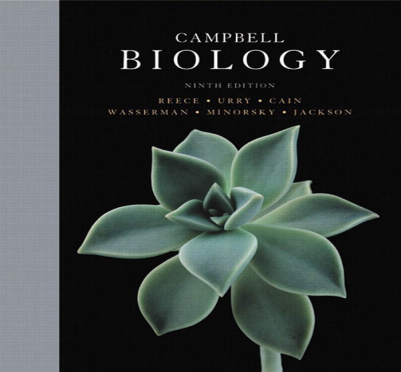 CAMPBELL
BIOLOGY
NINTH EDITION
REECE • URRY • CAIN
WASSERMAN • MINORSKY • JACKSON